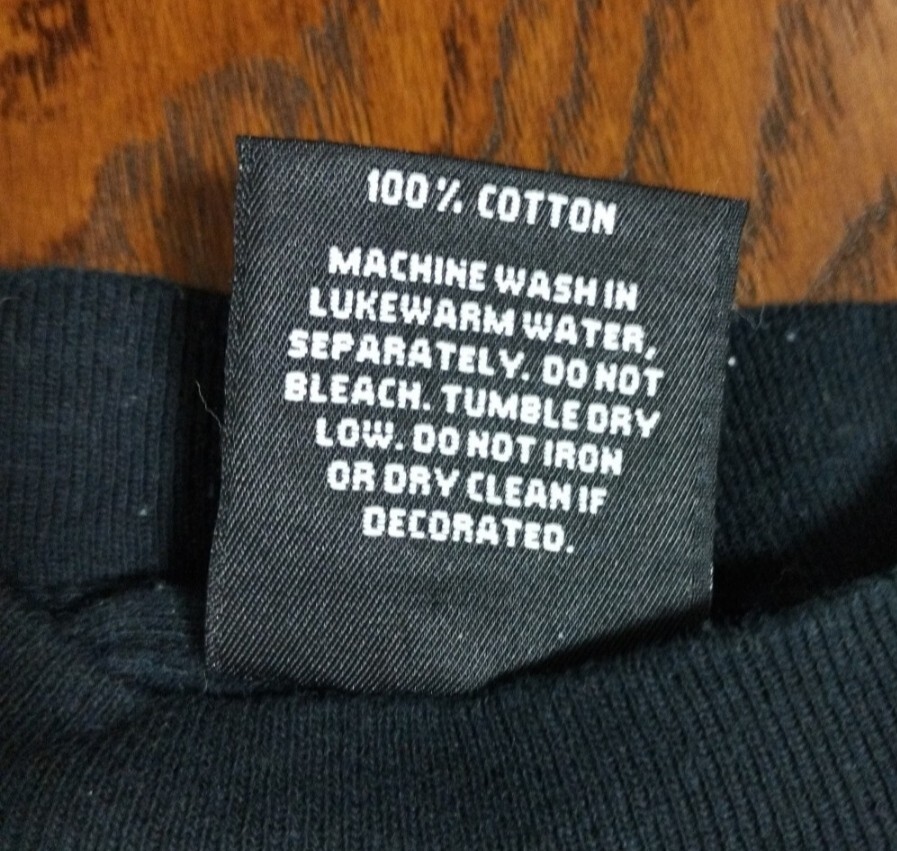 100% COTTON
MACHINE WASH IN
LUKEWARM WATER,
SEPARATELY. DO NOT
BLEACH. TUMBLE DRY
LOW. DO NOT IRON
OR DRY CLEAN IF
DECORATED.